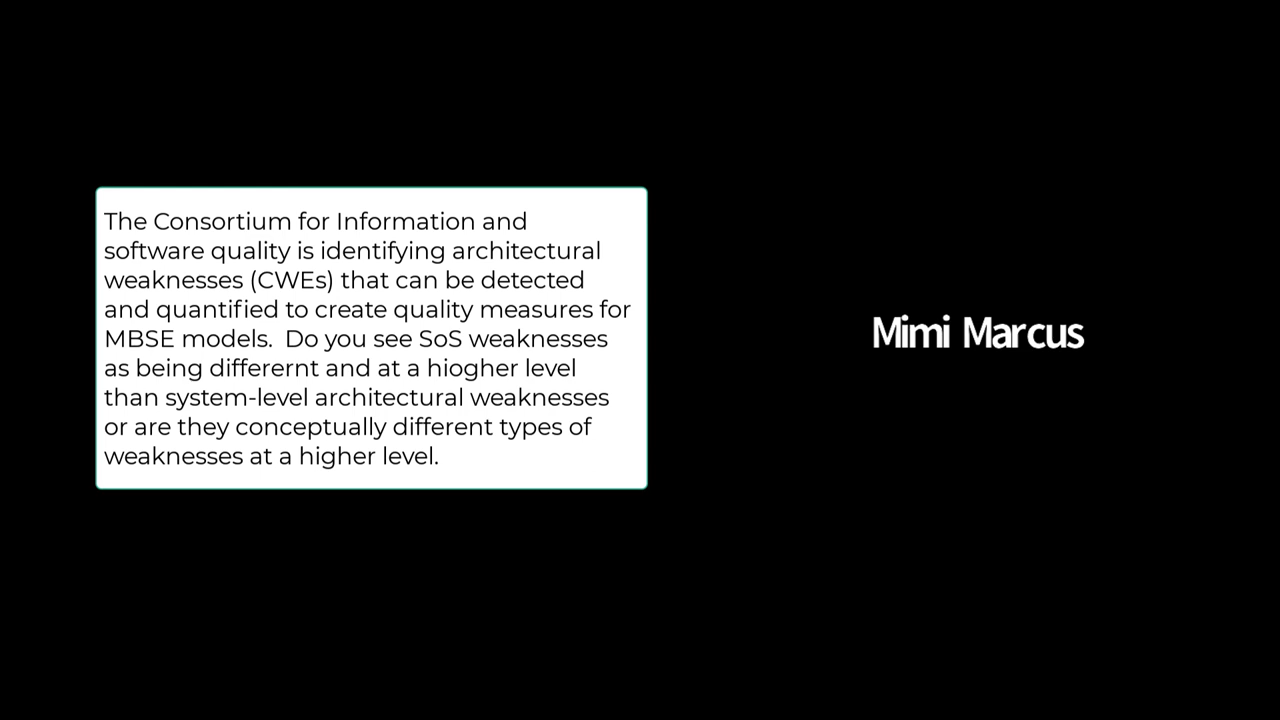 The Consortium for Information and
software quality is identifying architectural
weaknesses (CWEs) that can be detected
and quantified to create quality measures for
MBSE models.  Do you see SoS weaknesses
as being differernt and at a hiogher level
than system-level architectural weaknesses
or are they conceptually different types of
weaknesses at a higher level.
Mimi Marcus